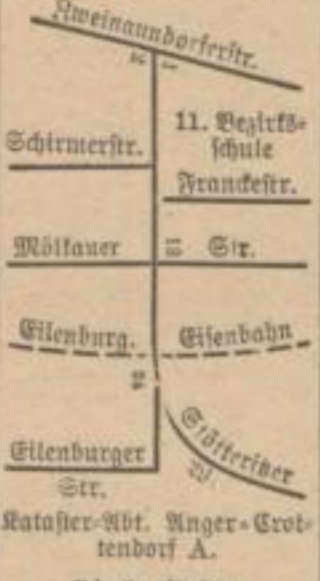 Zweinaundorferstr.
11. Bezirks=
schule
Schirmerstr.
Franckestr.
Mölkauer Str.
Eilenburg. Eisenbahn
Stötteritzer
W.
Eilenburger
Str.
Kataster=Abt. Anger=Crot=
tendorf A.